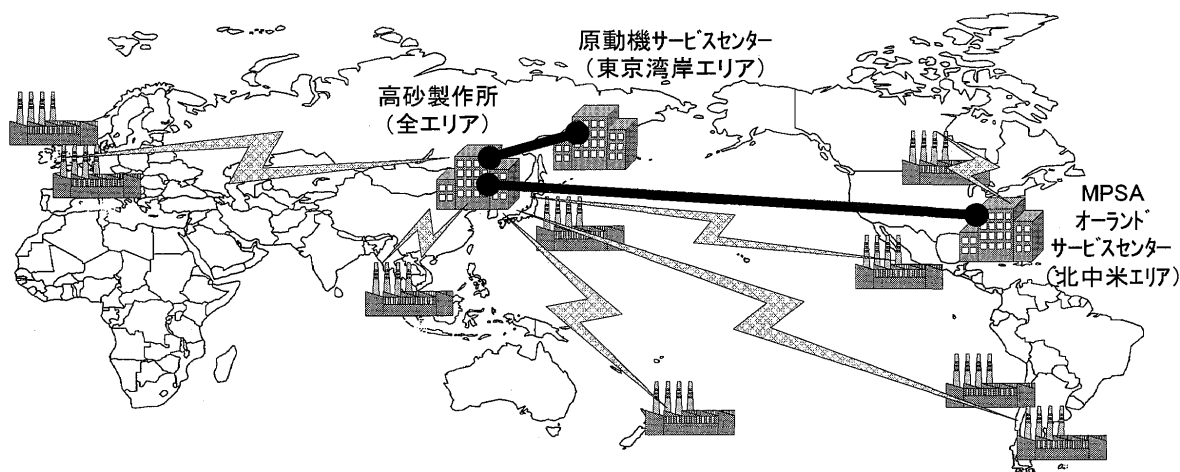 原動機サービスセンター
(東京湾岸エリア)
高砂製作所
(全エリア)
MPSA
オーランド
サービスセンター
(北中米エリア)